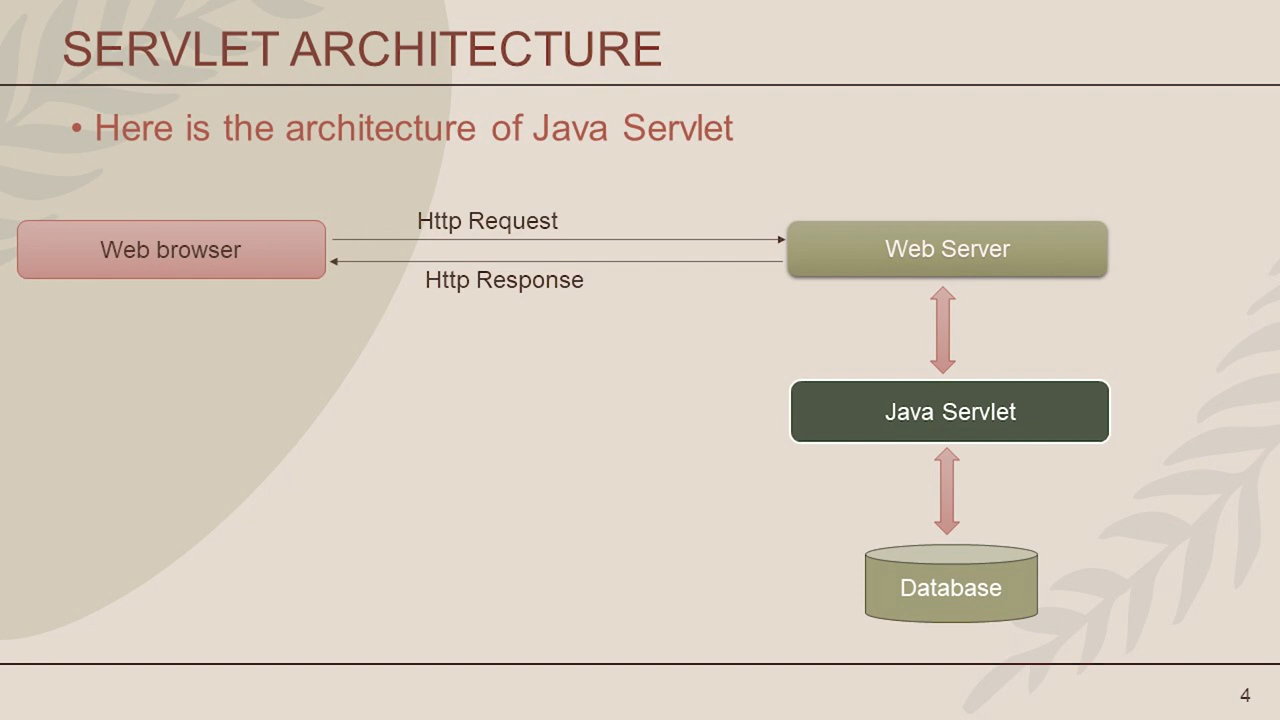 SERVLET ARCHITECTURE
• Here is the architecture of Java Servlet
Http Request
Web browser
Web Server
Http Response
Java Servlet
Database
4